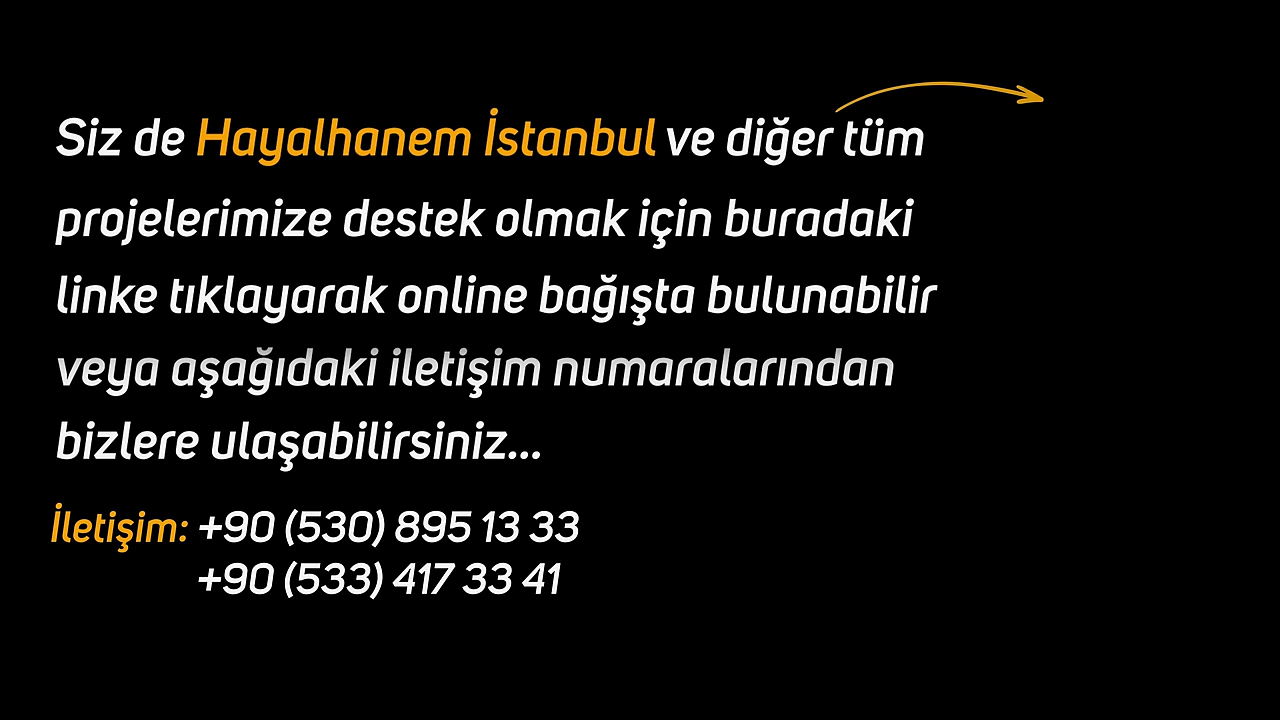 Siz de Hayalhanem İstanbul ve diğer tüm
projelerimize destek olmak için buradaki
linke tıklayarak online bağışta bulunabilir
veya aşağıdaki iletişim numaralarından
bizlere ulaşabilirsiniz...
İletişim: +90 (530) 895 13 33
+90 (533) 417 33 41